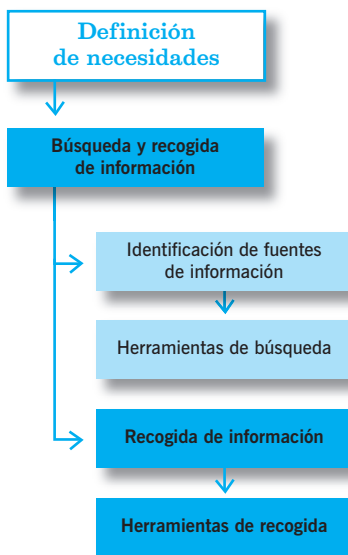 Definición
de necesidades
Búsqueda y recogida
de información
Identificación de fuentes
de información
Herramientas de búsqueda
Recogida de información
Herramientas de recogida